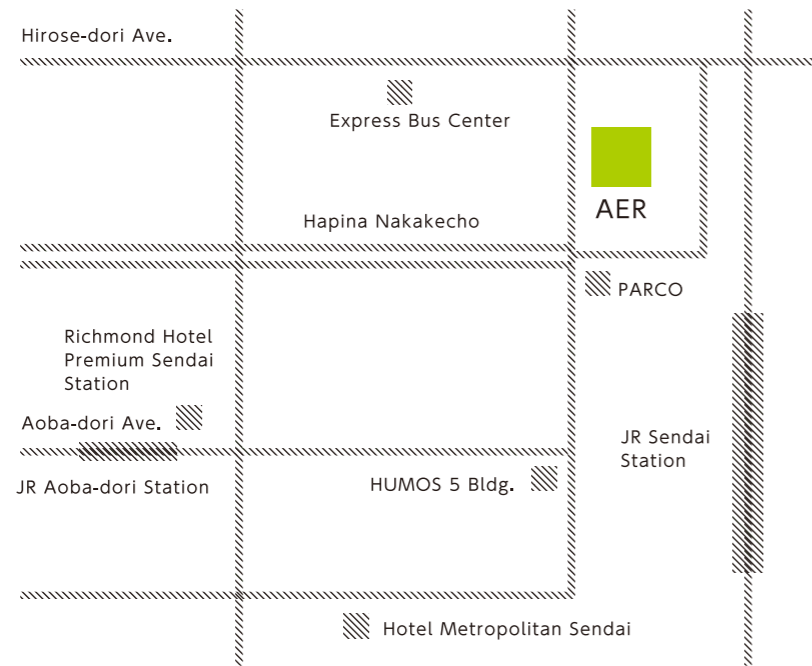 Hirose-dori Ave.
Express Bus Center
AER
Hapina Nakakecho
PARCO
Richmond Hotel
Premium Sendai
Station
Aoba-dori Ave.
JR Sendai
Station
JR Aoba-dori Station
HUMOS 5 Bldg.
Hotel Metropolitan Sendai